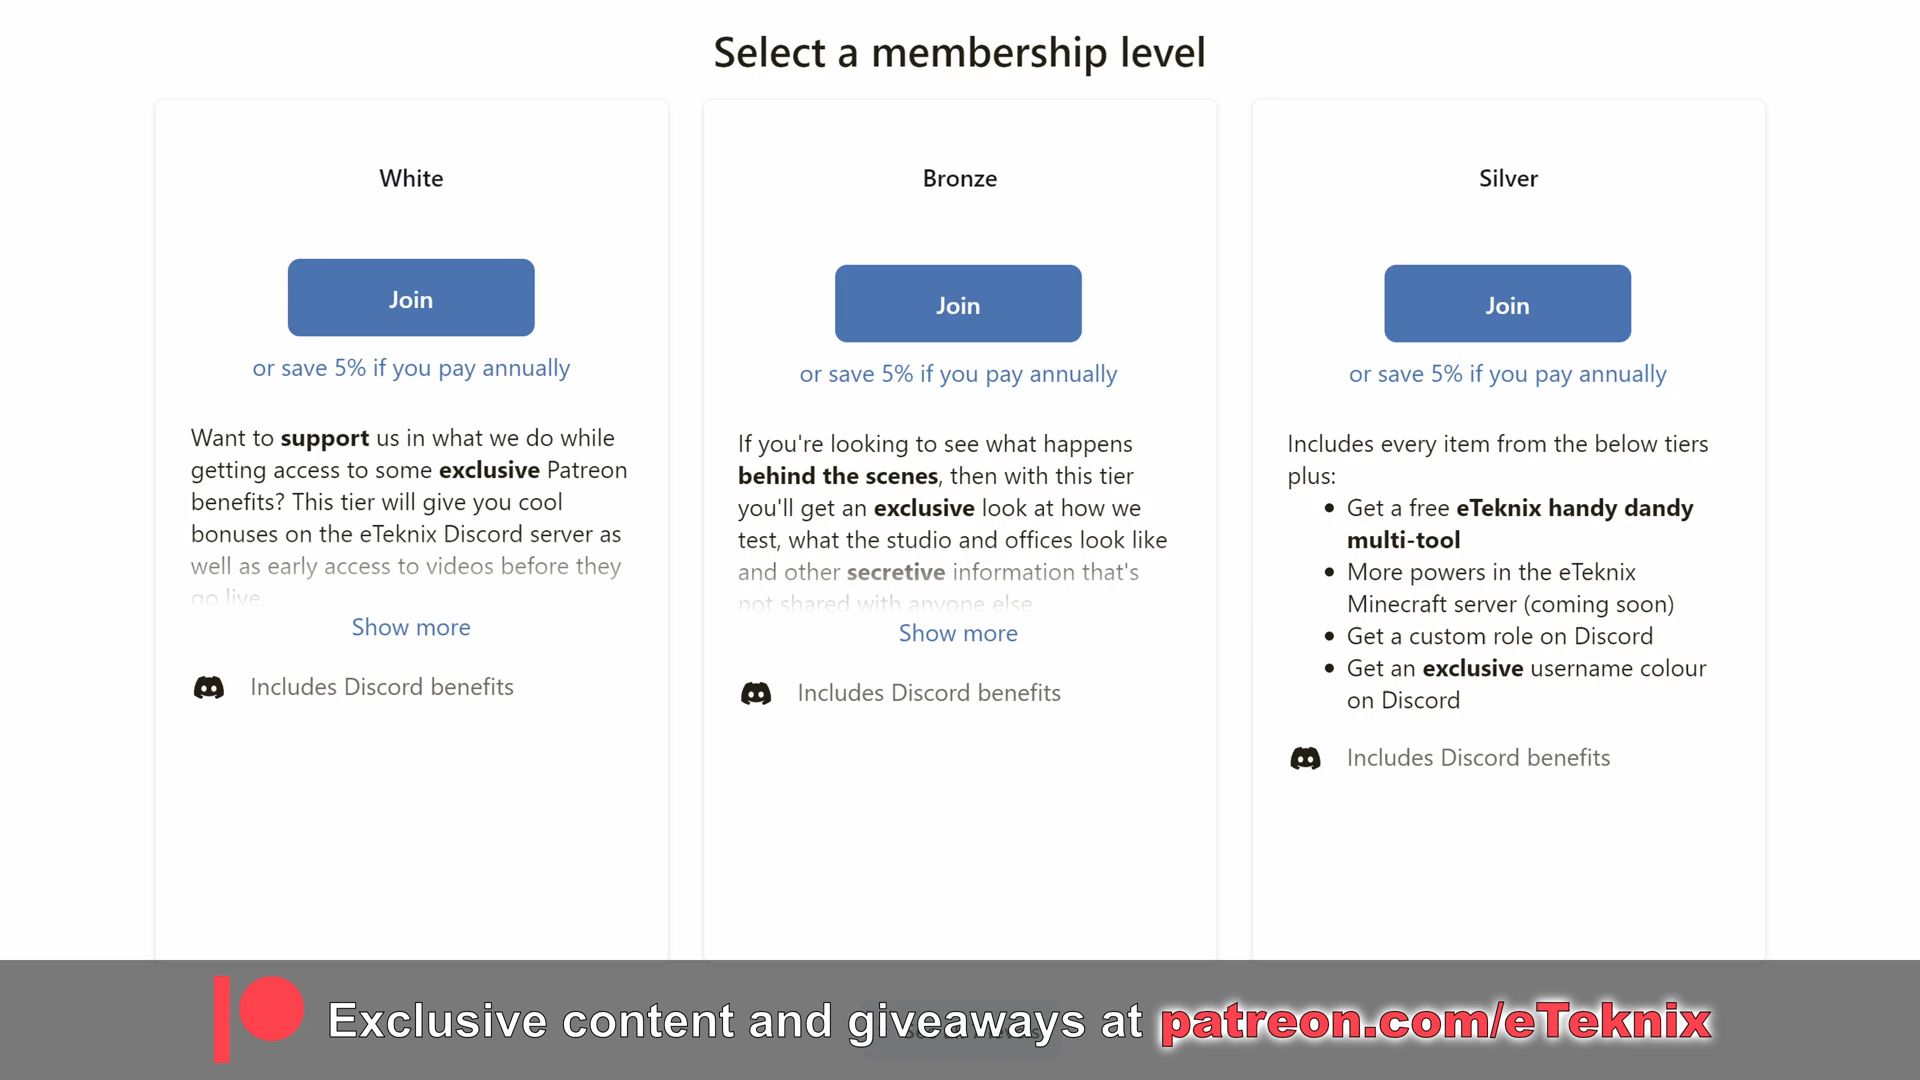 Select a membership level
White
Join
or save 5% if you pay annually
Want to support us in what we do while
getting access to some exclusive Patreon
benefits? This tier will give you cool
bonuses on the eTeknix Discord server as
well as early access to videos before they
go live.
Show more
Includes Discord benefits
Bronze
Join
or save 5% if you pay annually
If you're looking to see what happens
behind the scenes, then with this tier
you'll get an exclusive look at how we
test, what the studio and offices look like
and other secretive information that's
not shared with anyone else.
Show more
Includes Discord benefits
Silver
Join
or save 5% if you pay annually
Includes every item from the below tiers
plus:
• Get a free eTeknix handy dandy
multi-tool
• More powers in the eTeknix
Minecraft server (coming soon)
• Get a custom role on Discord
• Get an exclusive username colour
on Discord
Includes Discord benefits
Exclusive content and giveaways at patreon.com/eTeknix